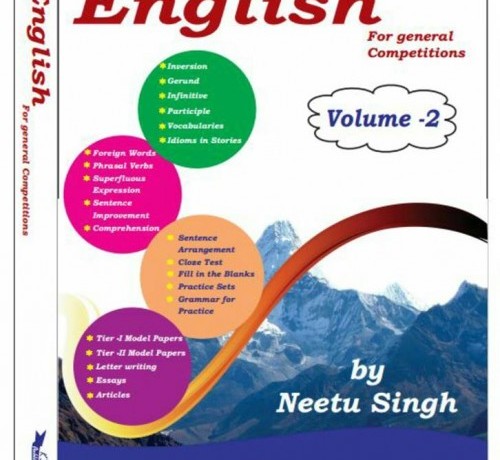 English
For general
Competitions
English
For general Competitions
Volume -2
Inversion
Gerund
Infinitive
Participle
Vocabularies
Idioms in Stories
Foreign Words
Phrasal Verbs
Superfluous
Expression
Sentence
Improvement
Comprehension
Sentence
Arrangement
Cloze Test
Fill in the Blanks
Practice Sets
Grammar for
Practice
Tier -I Model Papers
Tier -II Model Papers
Letter writing
Essays
Articles
by
Neetu Singh